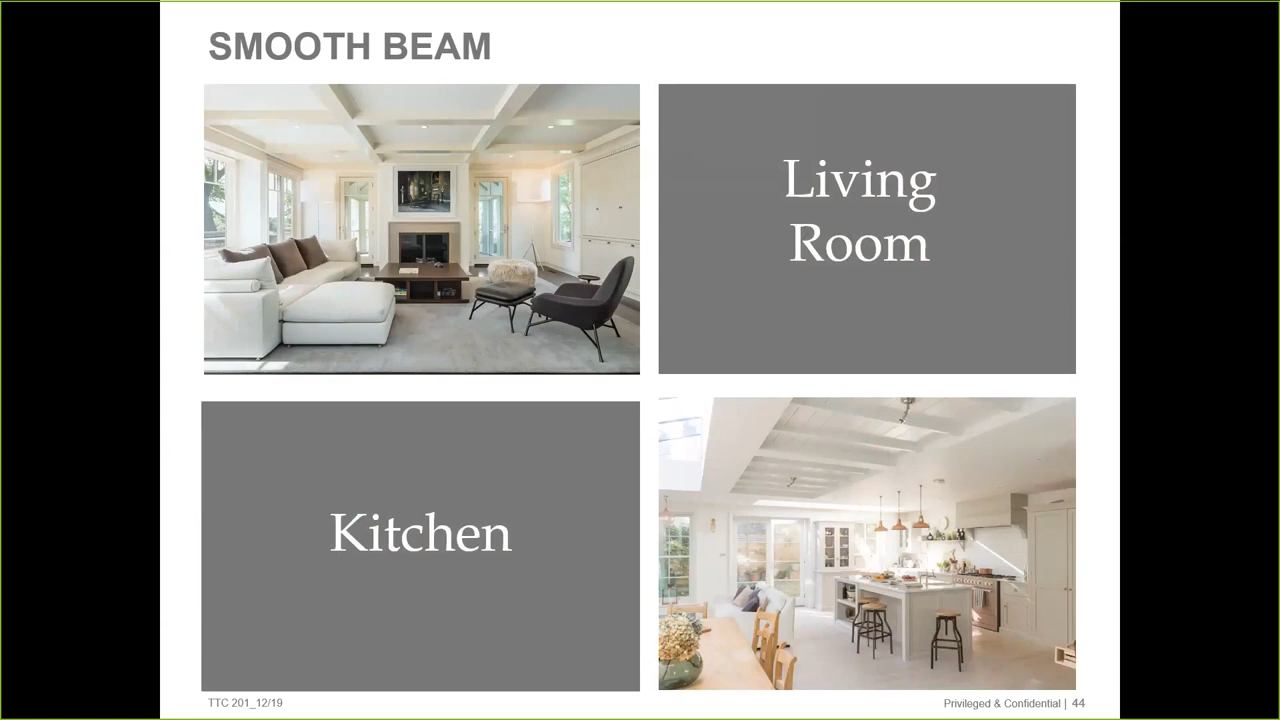 SMOOTH BEAM
Living
Room
Kitchen
TTC 201_12/19
Privileged & Confidential | 44